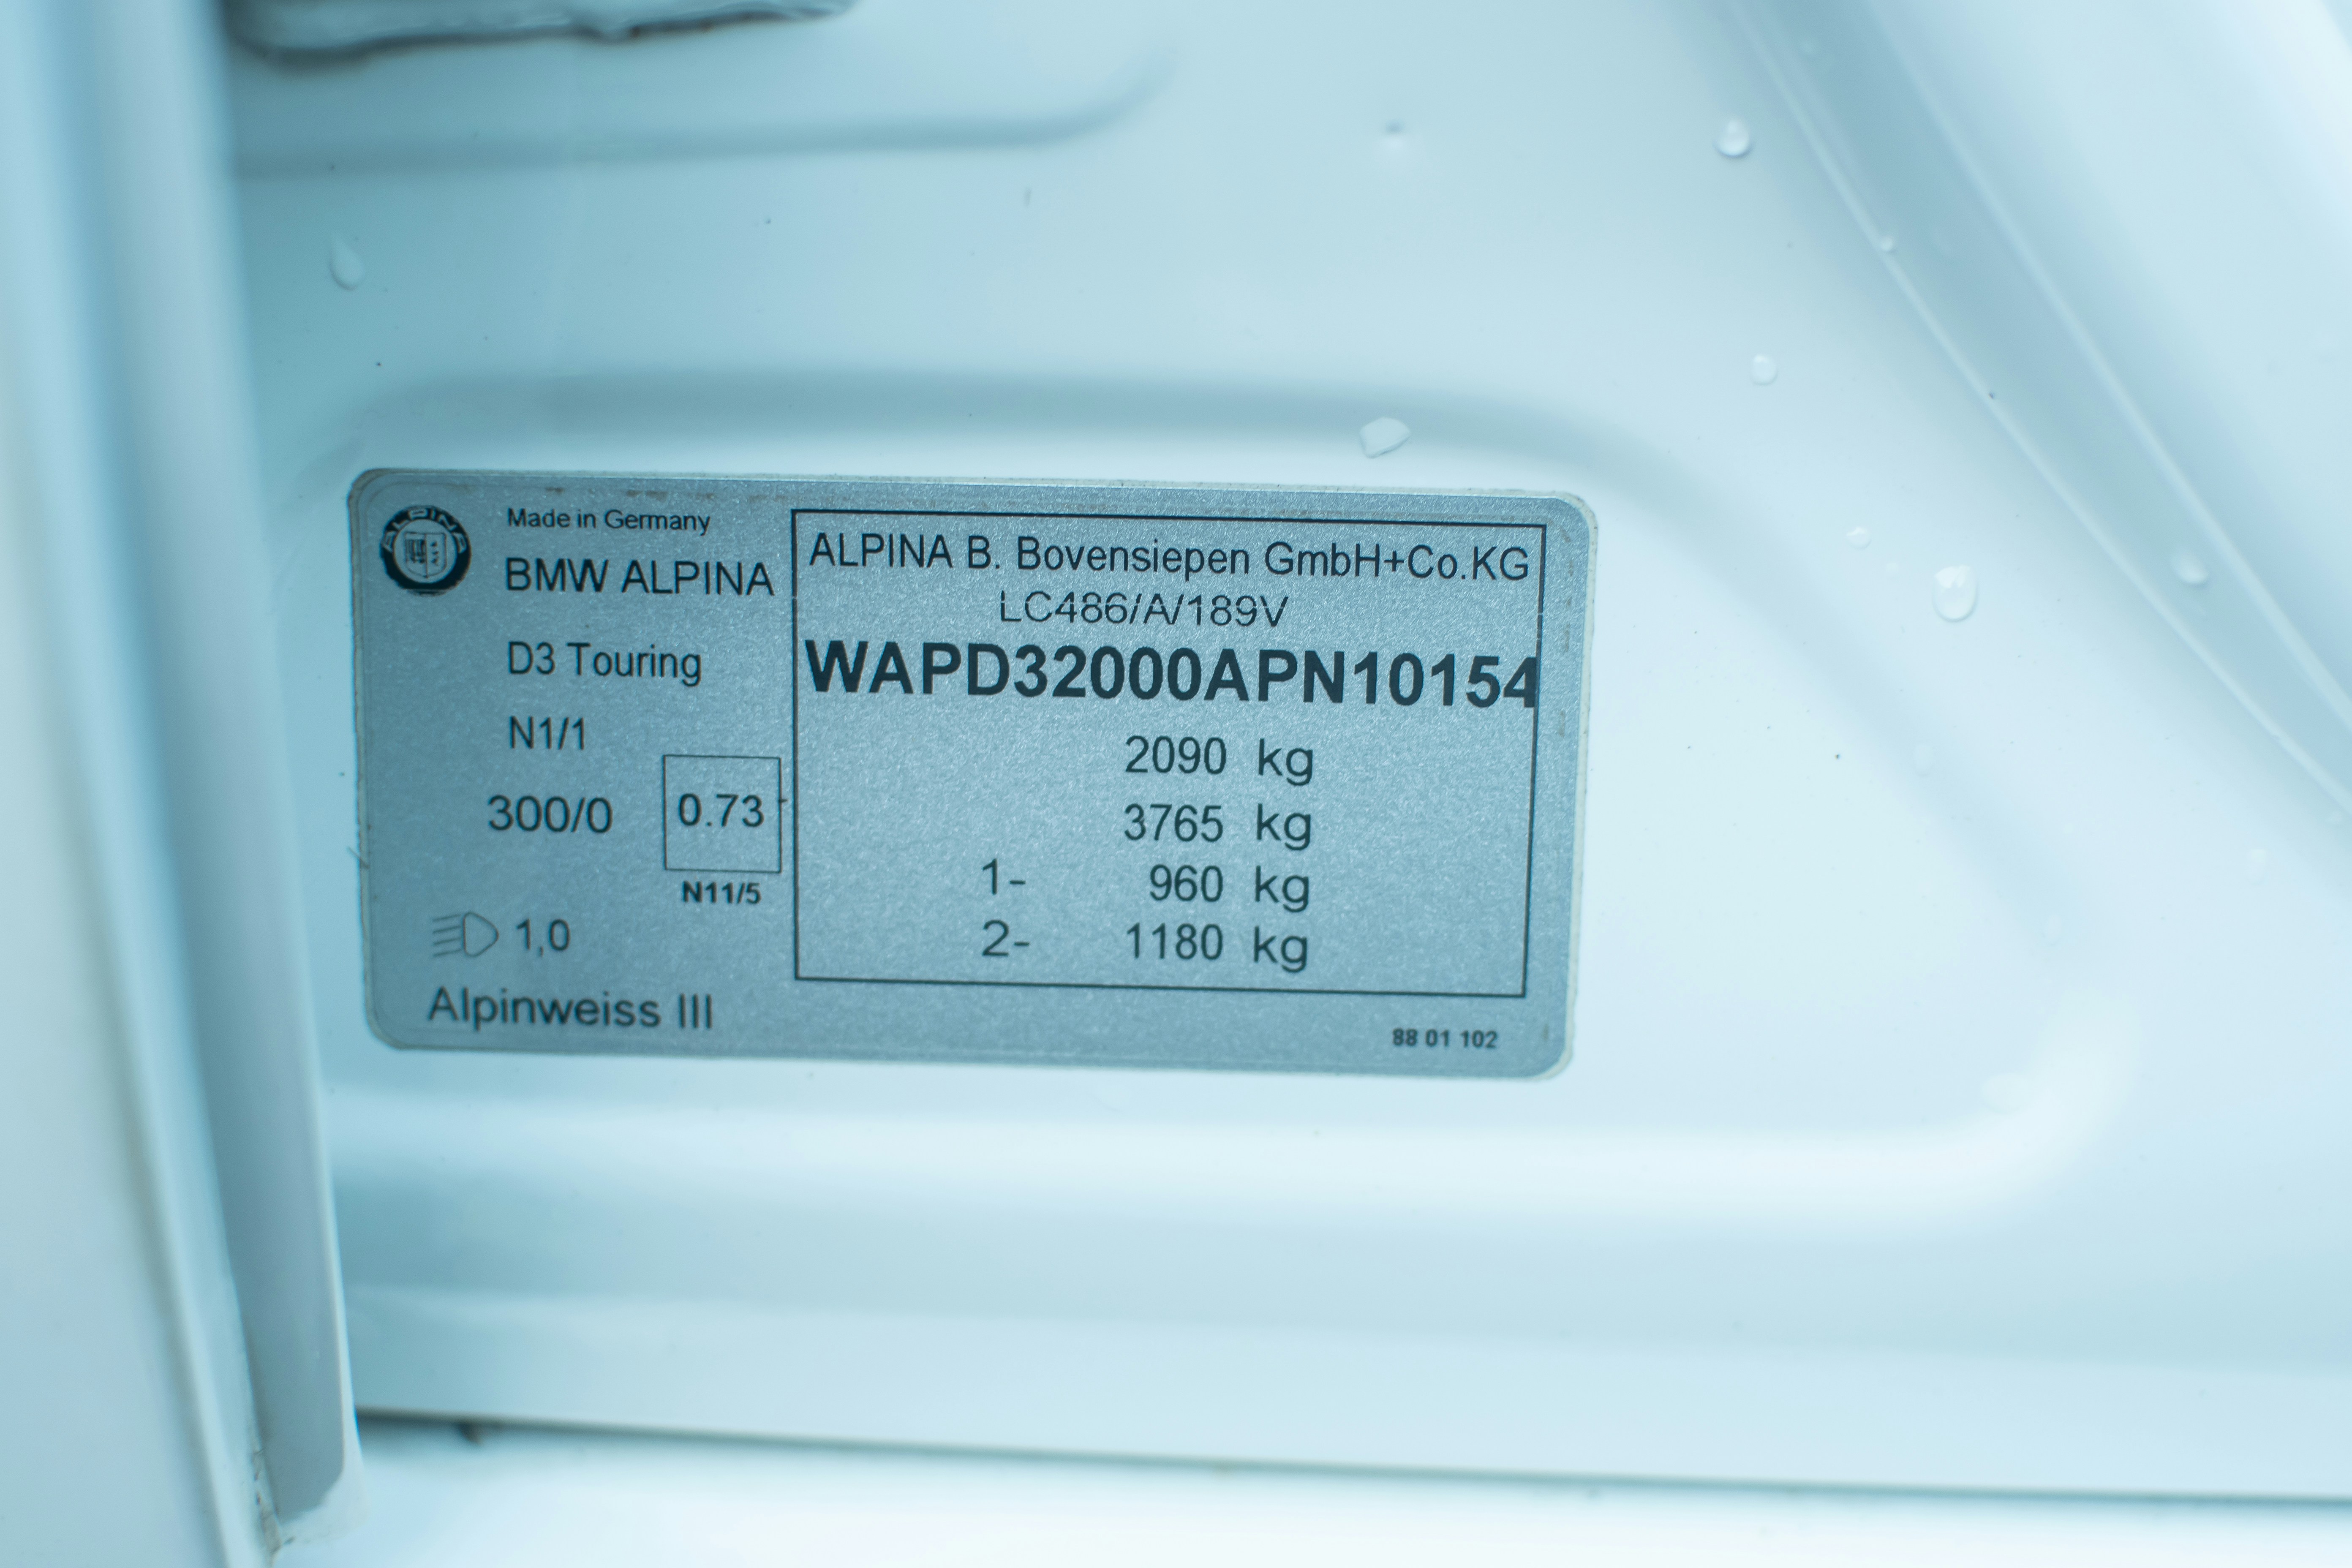 ALPINA
Made in Germany
BMW ALPINA
D3 Touring
N1/1
300/0
0.73
N11/5
1,0
Alpinweiss III
ALPINA B. Bovensiepen GmbH+Co.KG
LC486/A/189V
WAPD32000APN10154
2090 kg
3765 kg
1- 960 kg
2- 1180 kg
88 01 102